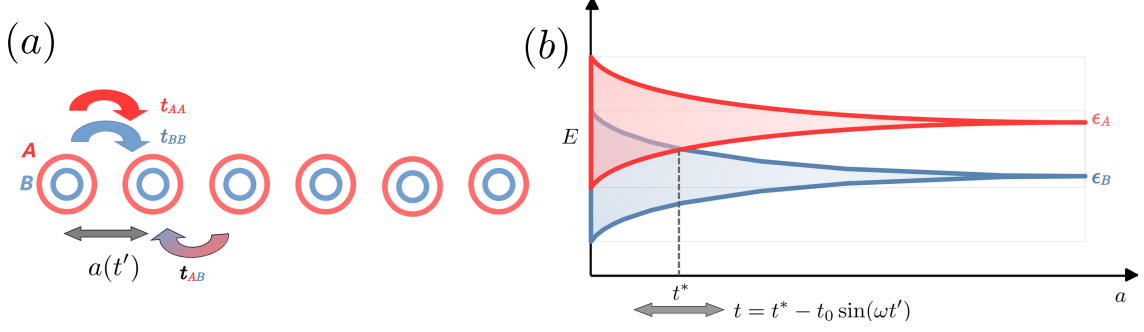 (a)
t_AA
t_BB
A
B
a(t′)
t_AB
(b)
E
ϵ_A
ϵ_B
t*
a
t = t* − t₀ sin(ωt′)